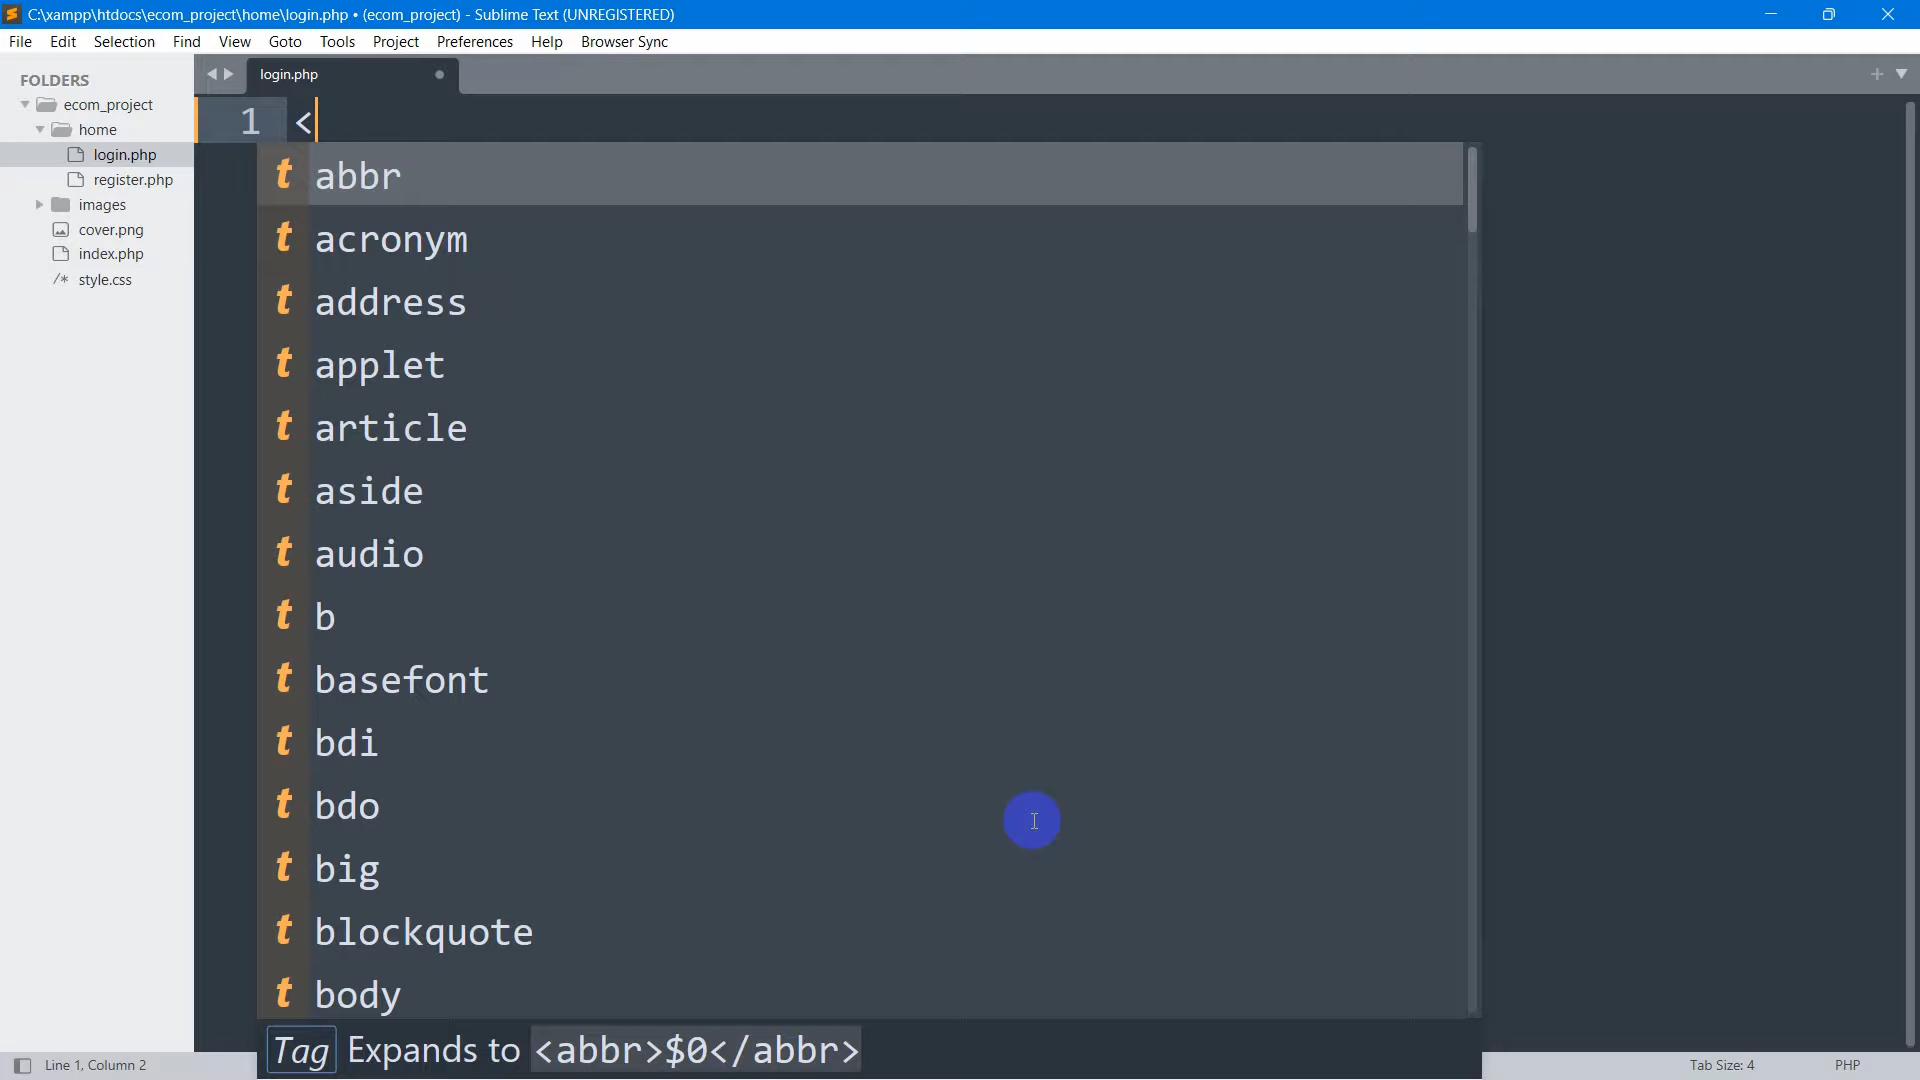 C:\xampp\htdocs\ecom_project\home\login.php • (ecom_project) - Sublime Text (UNREGISTERED)
File Edit Selection Find View Goto Tools Project Preferences Help Browser Sync
FOLDERS
ecom_project
home
login.php
register.php
images
cover.png
index.php
/* style.css
login.php
1 <
t abbr
t acronym
t address
t applet
t article
t aside
t audio
t b
t basefont
t bdi
t bdo
t big
t blockquote
t body
Tag Expands to <abbr>$0</abbr>
Line 1, Column 2
Tab Size: 4
PHP